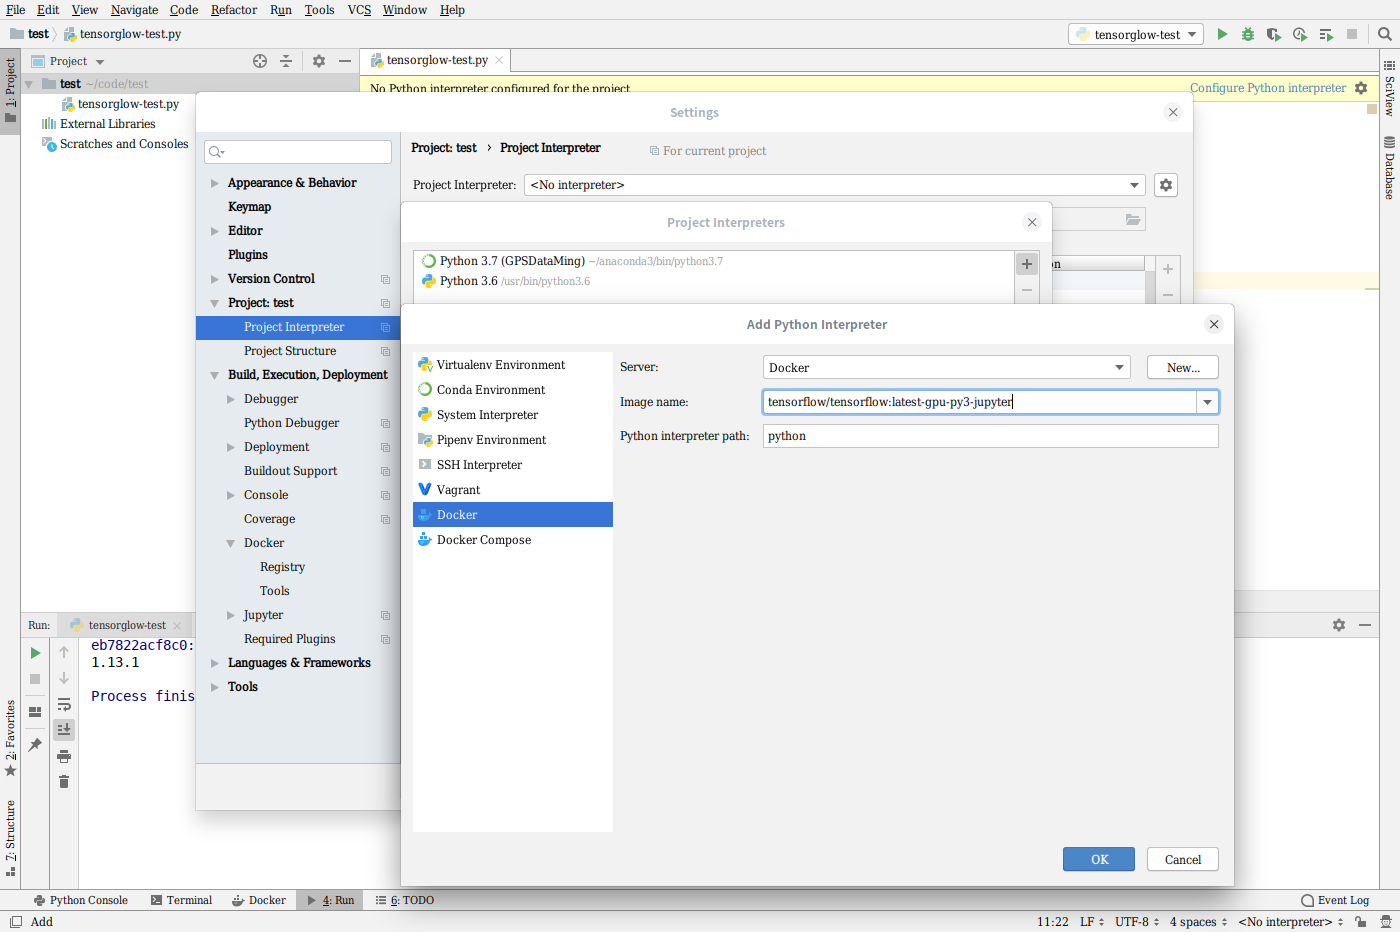 File Edit View Navigate Code Refactor Run Tools VCS Window Help
test tensorglow-test.py
tensorglow-test
1: Project
Project
tensorglow-test.py
test ~/code/test
No Python interpreter configured for the project
Configure Python interpreter
tensorglow-test.py
External Libraries
Scratches and Consoles
SciView
Database
Settings
Project: test › Project Interpreter
For current project
Appearance & Behavior
Keymap
Editor
Plugins
Version Control
Project: test
Project Interpreter
Project Structure
Build, Execution, Deployment
Debugger
Python Debugger
Deployment
Buildout Support
Console
Coverage
Docker
Registry
Tools
Jupyter
Required Plugins
Languages & Frameworks
Tools
Project Interpreter: <No interpreter>
Project Interpreters
Python 3.7 (GPSDataMing) ~/anaconda3/bin/python3.7
Python 3.6 /usr/bin/python3.6
on
Add Python Interpreter
Virtualenv Environment
Conda Environment
System Interpreter
Pipenv Environment
SSH Interpreter
Vagrant
Docker
Docker Compose
Server: Docker New...
Image name: tensorflow/tensorflow:latest-gpu-py3-jupyter
Python interpreter path: python
OK Cancel
Run: tensorglow-test
eb7822acf8c0:
1.13.1
Process finis
2: Favorites
7: Structure
Python Console Terminal Docker 4: Run 6: TODO Event Log
Add 11:22 LF UTF-8 4 spaces <No interpreter>